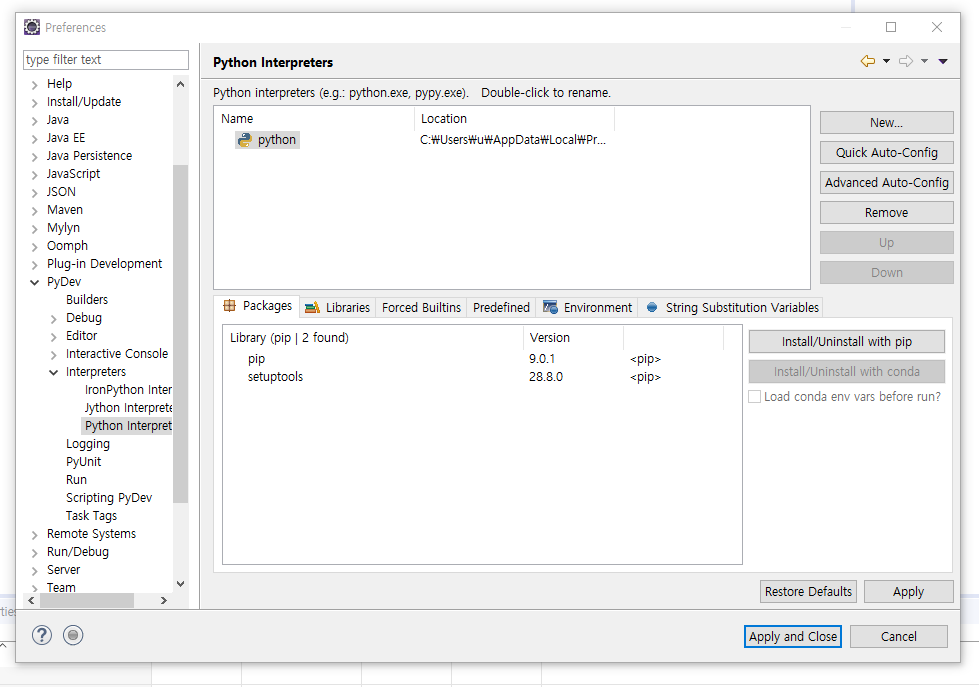 Preferences
type filter text
Help
Install/Update
Java
Java EE
Java Persistence
JavaScript
JSON
Maven
Mylyn
Oomph
Plug-in Development
PyDev
Builders
Debug
Editor
Interactive Console
Interpreters
IronPython Inter
Jython Interprete
Python Interpret
Logging
PyUnit
Run
Scripting PyDev
Task Tags
Remote Systems
Run/Debug
Server
Team
Python Interpreters
Python interpreters (e.g.: python.exe, pypy.exe). Double-click to rename.
Name Location
python C:₩Users₩u₩AppData₩Local₩Pr...
New...
Quick Auto-Config
Advanced Auto-Config
Remove
Up
Down
Packages Libraries Forced Builtins Predefined Environment String Substitution Variables
Library (pip | 2 found) Version
pip 9.0.1 <pip>
setuptools 28.8.0 <pip>
Install/Uninstall with pip
Install/Uninstall with conda
Load conda env vars before run?
Restore Defaults Apply
Apply and Close Cancel
ties